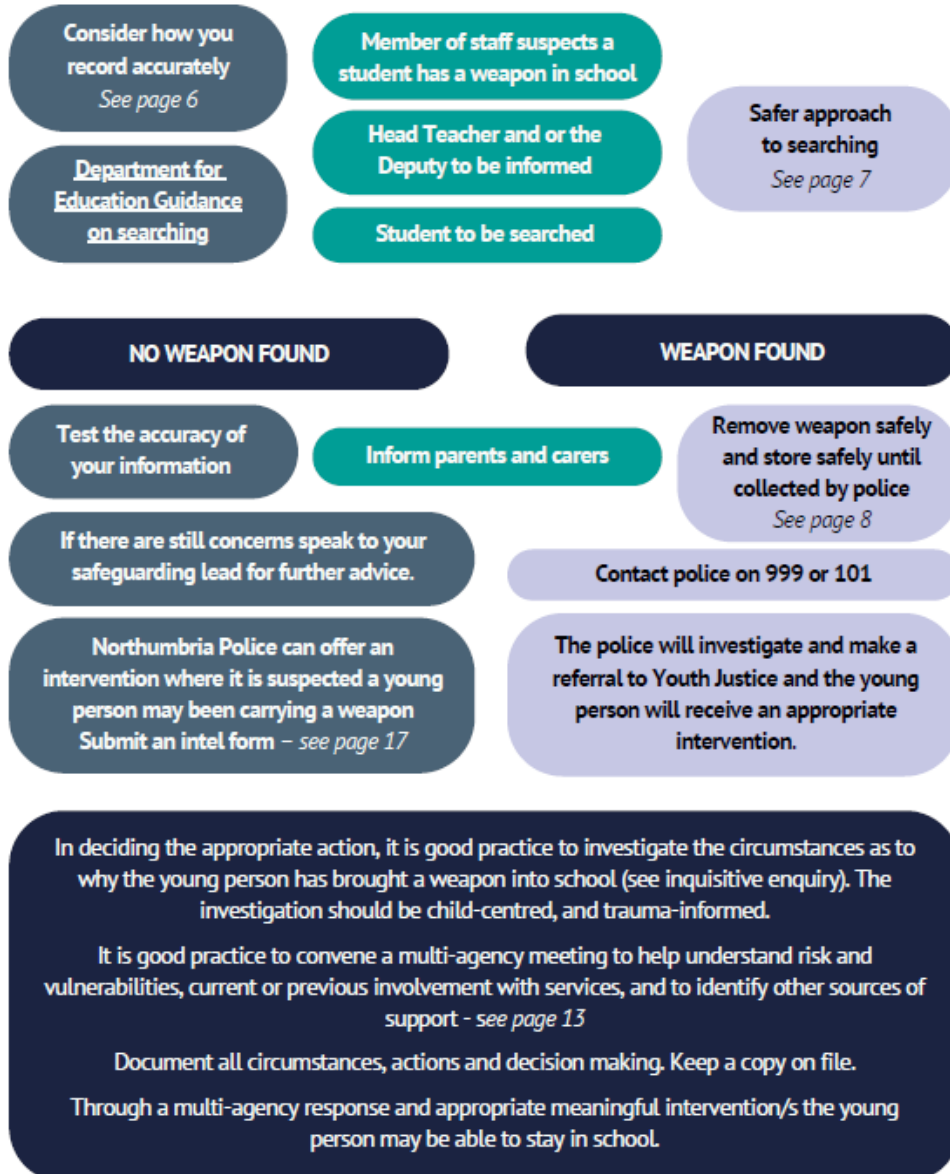 Consider how you
record accurately
See page 6
Member of staff suspects a
student has a weapon in school
Head Teacher and or the
Deputy to be informed
Safer approach
to searching
See page 7
Department for
Education Guidance
on searching
Student to be searched
NO WEAPON FOUND
WEAPON FOUND
Test the accuracy of
your information
Inform parents and carers
Remove weapon safely
and store safely until
collected by police
See page 8
If there are still concerns speak to your
safeguarding lead for further advice.
Contact police on 999 or 101
Northumbria Police can offer an
intervention where it is suspected a young
person may been carrying a weapon
Submit an intel form – see page 17
The police will investigate and make a
referral to Youth Justice and the young
person will receive an appropriate
intervention.
In deciding the appropriate action, it is good practice to investigate the circumstances as to
why the young person has brought a weapon into school (see inquisitive enquiry). The
investigation should be child-centred, and trauma-informed.
It is good practice to convene a multi-agency meeting to help understand risk and
vulnerabilities, current or previous involvement with services, and to identify other sources of
support - see page 13
Document all circumstances, actions and decision making. Keep a copy on file.
Through a multi-agency response and appropriate meaningful intervention/s the young
person may be able to stay in school.